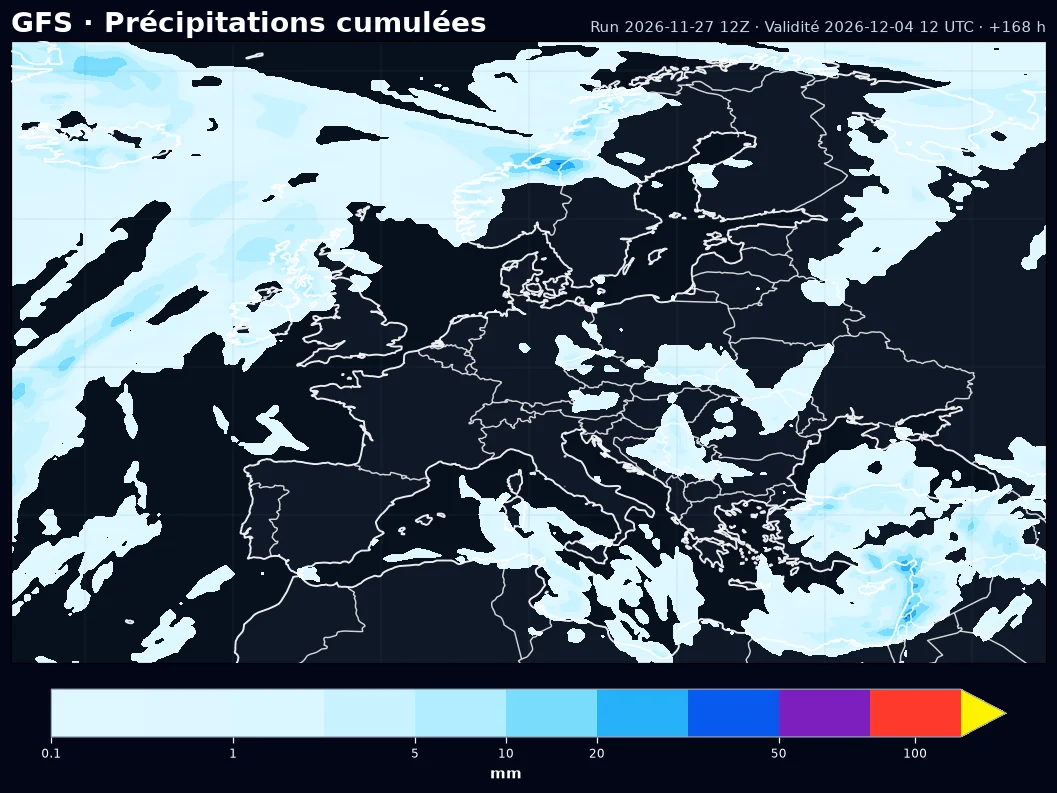 GFS · Précipitations cumulées
Run 2026-11-27 12Z · Validité 2026-12-04 12 UTC · +168 h
0.1 1 5 10 20 50 100
mm